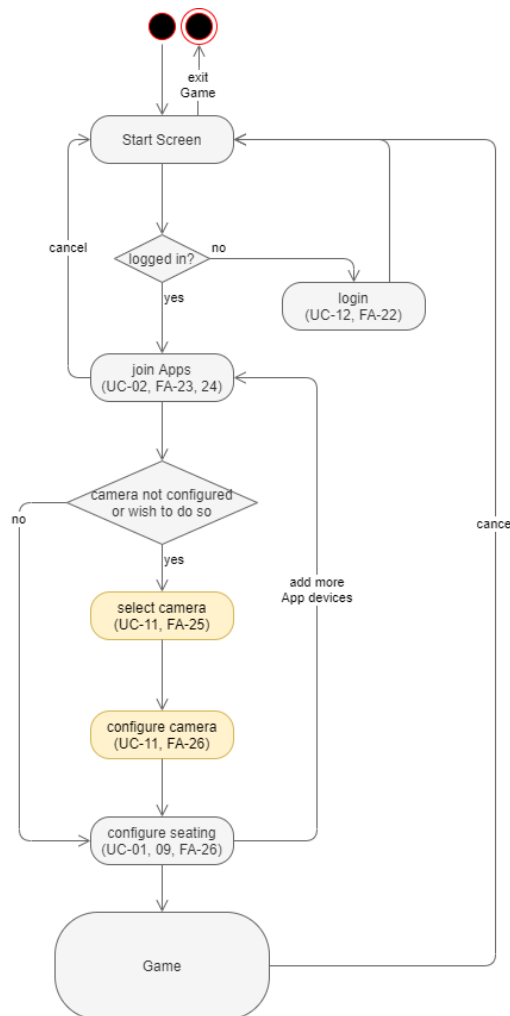 exit
Game
Start Screen
cancel
logged in?
no
login
(UC-12, FA-22)
yes
join Apps
(UC-02, FA-23, 24)
camera not configured
or wish to do so
no
cancel
yes
add more
App devices
select camera
(UC-11, FA-25)
configure camera
(UC-11, FA-26)
configure seating
(UC-01, 09, FA-26)
Game